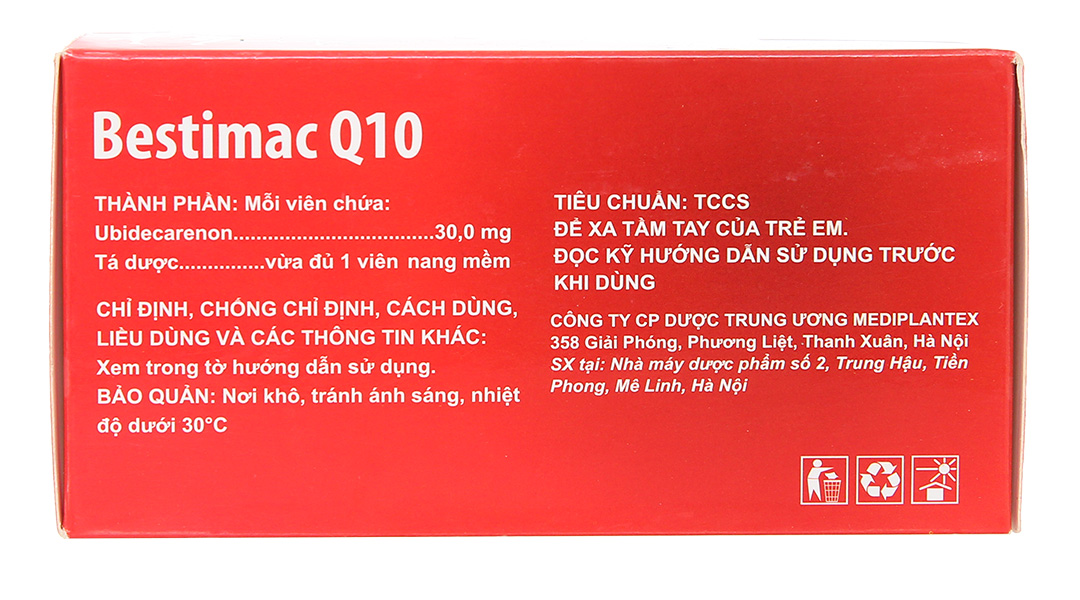 Bestimac Q10
THÀNH PHẦN: Mỗi viên chứa:
Ubidecarenon..................................30,0 mg
Tá dược...............vừa đủ 1 viên nang mềm
CHỈ ĐỊNH, CHỐNG CHỈ ĐỊNH, CÁCH DÙNG,
LIỀU DÙNG VÀ CÁC THÔNG TIN KHÁC:
Xem trong tờ hướng dẫn sử dụng.
BẢO QUẢN: Nơi khô, tránh ánh sáng, nhiệt
độ dưới 30°C
TIÊU CHUẨN: TCCS
ĐỂ XA TẦM TAY CỦA TRẺ EM.
ĐỌC KỸ HƯỚNG DẪN SỬ DỤNG TRƯỚC
KHI DÙNG
CÔNG TY CP DƯỢC TRUNG ƯƠNG MEDIPLANTEX
358 Giải Phóng, Phương Liệt, Thanh Xuân, Hà Nội
SX tại: Nhà máy dược phẩm số 2, Trung Hậu, Tiền
Phong, Mê Linh, Hà Nội